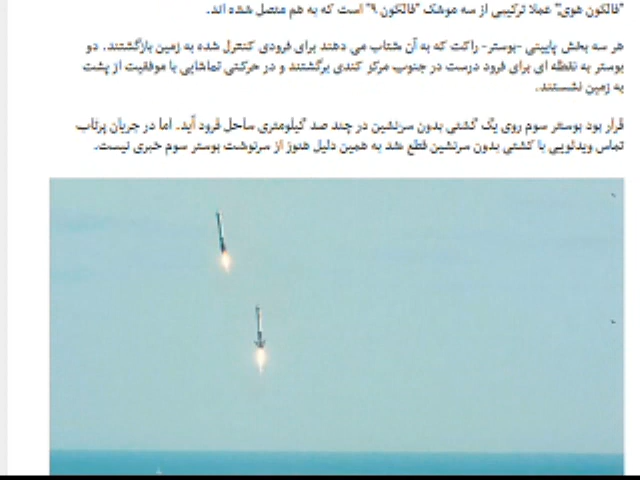 "فالکون هوی" عملا ترکیبی از سه موشک "فالکون ۹" است که به هم متصل شده اند.
هر سه بخش پایینی -بوستر- راکت که به آن شتاب می دهند برای فرودی کنترل شده به زمین بازگشتند. دو
بوستر به نقطه ای برای فرود درست در جنوب مرکز کندی برگشتند و در حرکتی تماشایی با موفقیت از پشت
به زمین نشستند.
قرار بود بوستر سوم روی یک کشتی بدون سرنشین در چند صد کیلومتری ساحل فرود آید. اما در جریان پرتاب
تماس ویدئویی با کشتی بدون سرنشین قطع شد به همین دلیل هنوز از سرنوشت بوستر سوم خبری نیست.